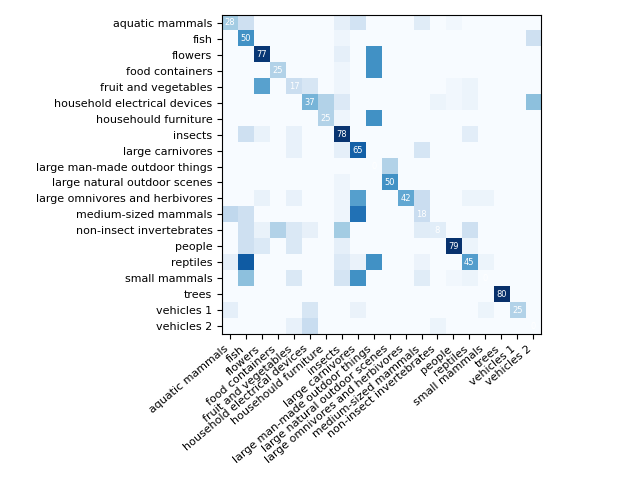 aquatic mammals 28
fish 50
flowers 77
food containers 25
fruit and vegetables 17
household electrical devices 37
househould furniture 25
insects 78
large carnivores 65
large man-made outdoor things
large natural outdoor scenes 50
large omnivores and herbivores 42
medium-sized mammals 18
non-insect invertebrates 6
people 79
reptiles 45
small mammals
trees 80
vehicles 1 25
vehicles 2
aquatic mammals
fish
flowers
food containers
fruit and vegetables
household electrical devices
househould furniture
insects
large carnivores
large man-made outdoor things
large natural outdoor scenes
large omnivores and herbivores
medium-sized mammals
non-insect invertebrates
people
reptiles
small mammals
trees
vehicles 1
vehicles 2